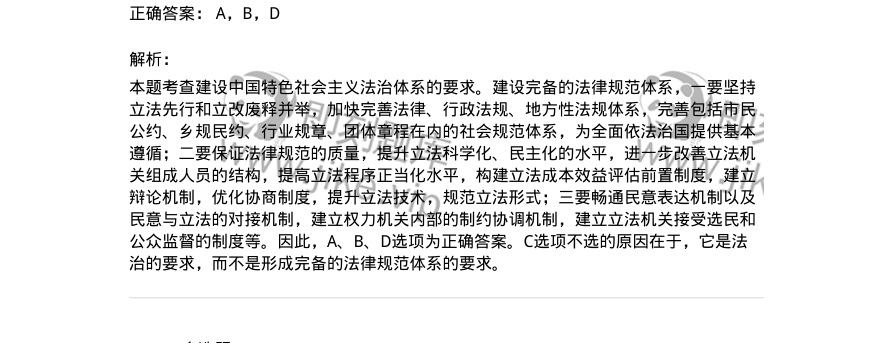 正确答案： A，B，D
解析：
本题考查建设中国特色社会主义法治体系的要求。建设完备的法律规范体系，一要坚持
立法先行和立改废释并举，加快完善法律、行政法规、地方性法规体系，完善包括市民
公约、乡规民约、行业规章、团体章程在内的社会规范体系，为全面依法治国提供基本
遵循；二要保证法律规范的质量，提升立法科学化、民主化的水平，进一步改善立法机
关组成人员的结构，提高立法程序正当化水平，构建立法成本效益评估前置制度，建立
辩论机制，优化协商制度，提升立法技术，规范立法形式；三要畅通民意表达机制以及
民意与立法的对接机制，建立权力机关内部的制约协调机制，建立立法机关接受选民和
公众监督的制度等。因此，A、B、D选项为正确答案。C选项不选的原因在于，它是法
治的要求，而不是形成完备的法律规范体系的要求。